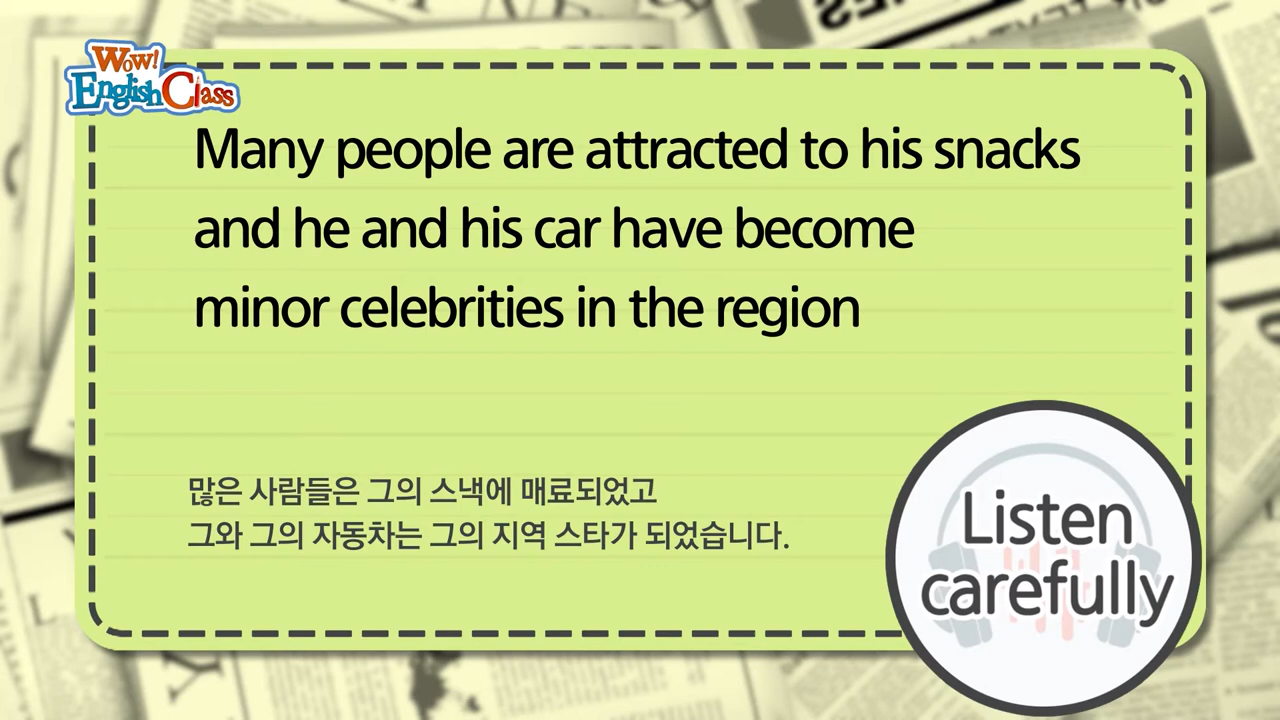 Wow!
English Class
Many people are attracted to his snacks
and he and his car have become
minor celebrities in the region
많은 사람들은 그의 스낵에 매료되었고
그와 그의 자동차는 그의 지역 스타가 되었습니다.
Listen
carefully